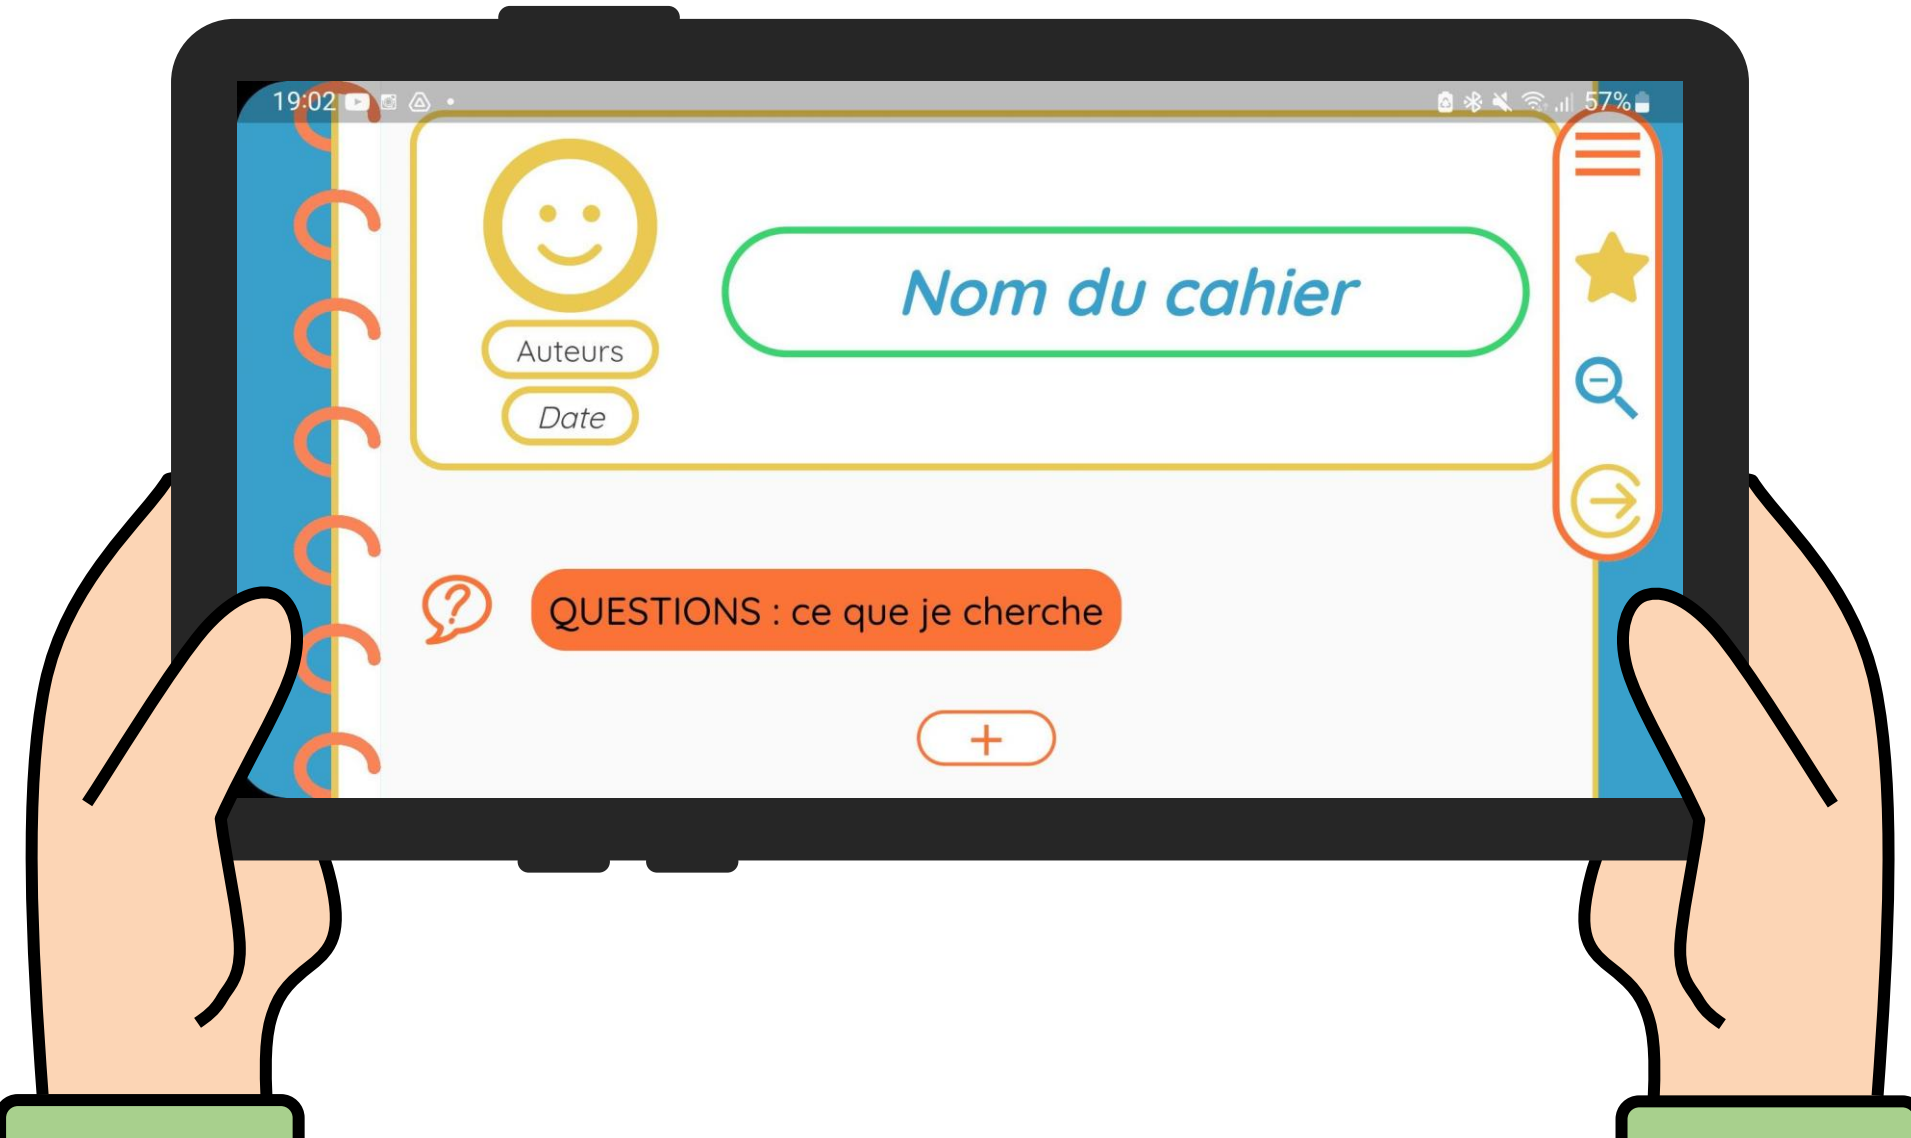 19:02
57%
Nom du cahier
Auteurs
Date
QUESTIONS : ce que je cherche
+